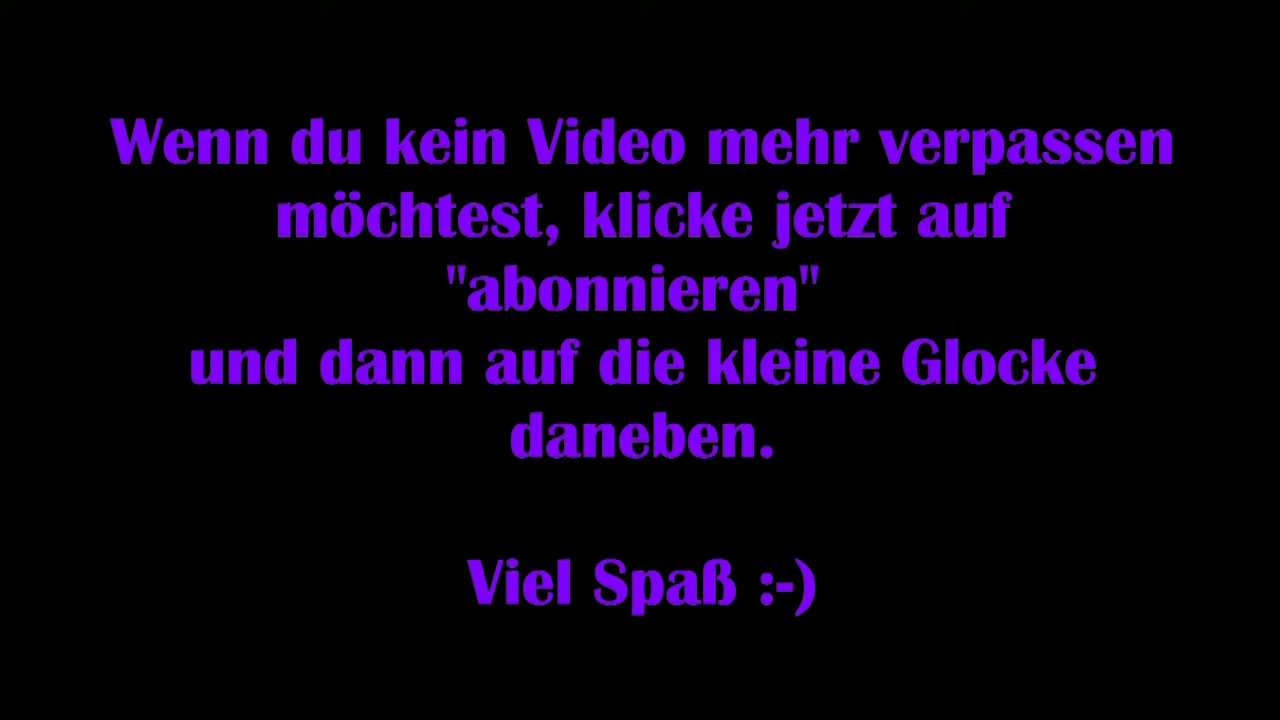 Wenn du kein Video mehr verpassen
möchtest, klicke jetzt auf
"abonnieren"
und dann auf die kleine Glocke
daneben.
Viel Spaß :-)